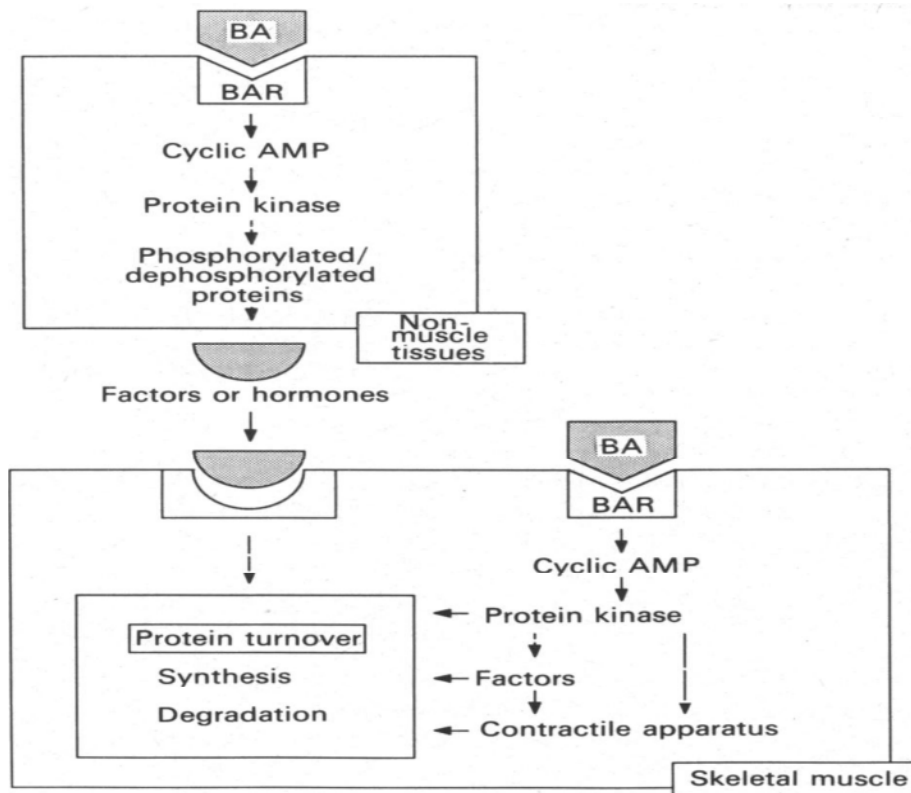 BA
BAR
Cyclic AMP
Protein kinase
Phosphorylated/
dephosphorylated
proteins
Non-
muscle
tissues
Factors or hormones
BA
BAR
Cyclic AMP
Protein kinase
Protein turnover
Synthesis
Factors
Degradation
Contractile apparatus
Skeletal muscle